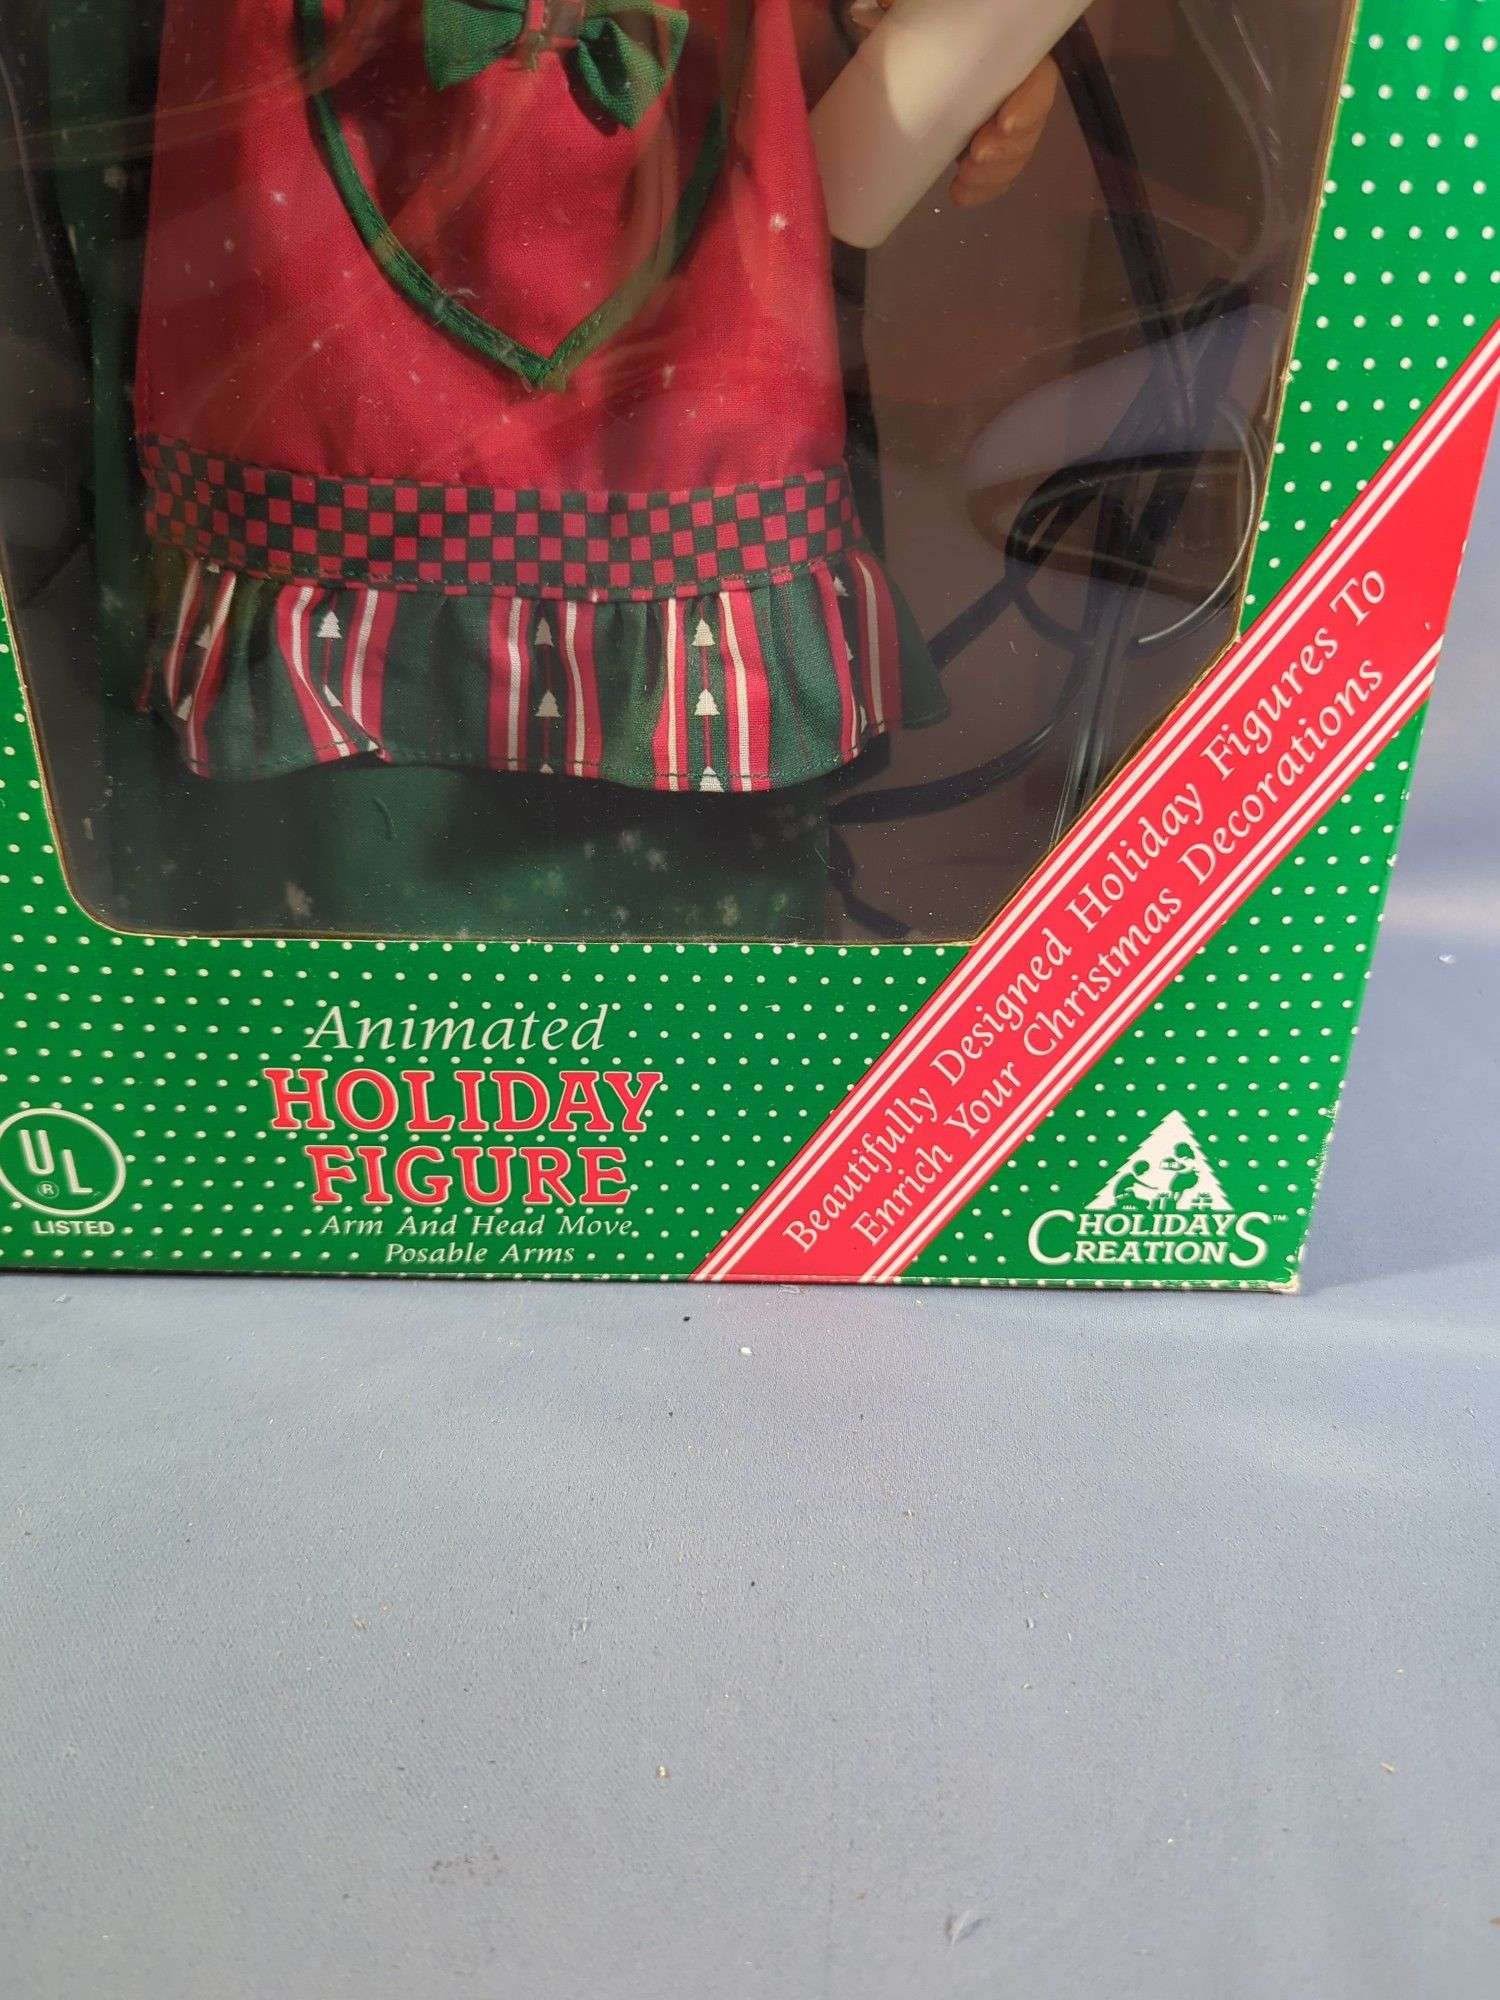 Animated
HOLIDAY
FIGURE
Arm And Head Move.
Posable Arms
UL
®
LISTED
Beautifully Designed Holiday Figures To
Enrich Your Christmas Decorations
HOLIDAY
CREATIONS™